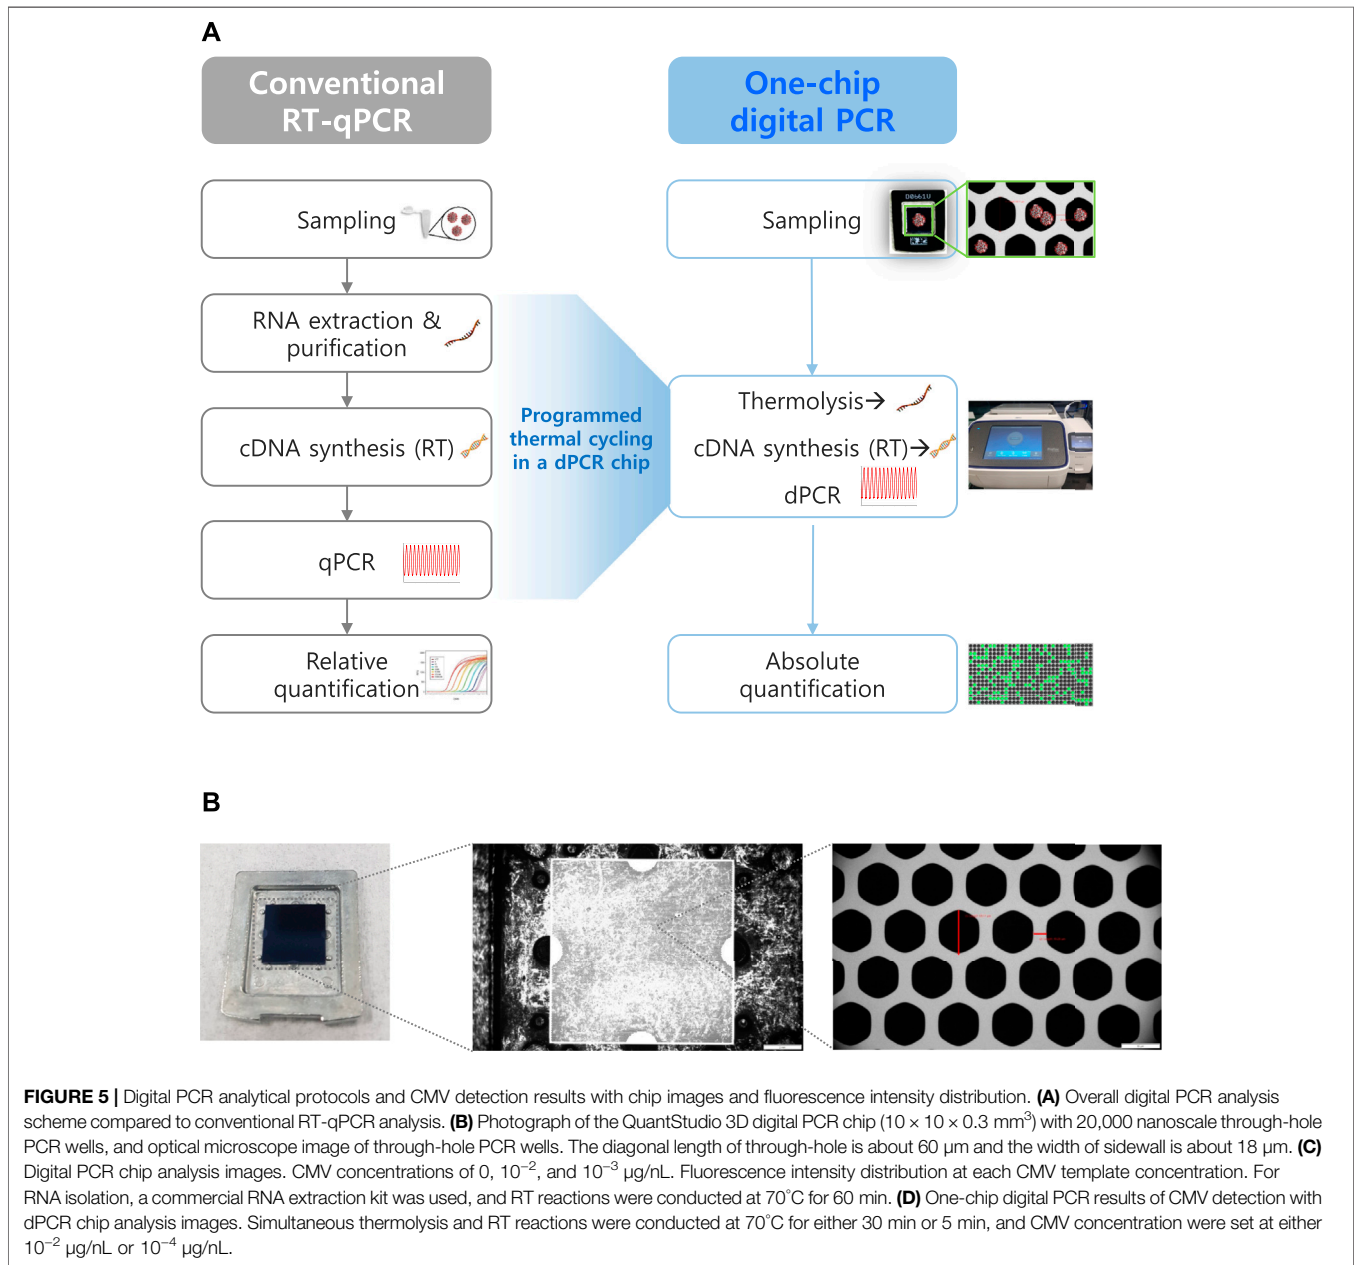 A
Conventional
RT-qPCR
One-chip
digital PCR
Sampling
Sampling
D0661U
RNA extraction &
purification
Programmed
thermal cycling
in a dPCR chip
Thermolysis→
cDNA synthesis (RT)
cDNA synthesis (RT)→
dPCR
qPCR
Relative
quantification
Absolute
quantification
B
FIGURE 5 | Digital PCR analytical protocols and CMV detection results with chip images and fluorescence intensity distribution. (A) Overall digital PCR analysis
scheme compared to conventional RT-qPCR analysis. (B) Photograph of the QuantStudio 3D digital PCR chip (10 × 10 × 0.3 mm³) with 20,000 nanoscale through-hole
PCR wells, and optical microscope image of through-hole PCR wells. The diagonal length of through-hole is about 60 µm and the width of sidewall is about 18 µm. (C)
Digital PCR chip analysis images. CMV concentrations of 0, 10⁻², and 10⁻³ µg/nL. Fluorescence intensity distribution at each CMV template concentration. For
RNA isolation, a commercial RNA extraction kit was used, and RT reactions were conducted at 70°C for 60 min. (D) One-chip digital PCR results of CMV detection with
dPCR chip analysis images. Simultaneous thermolysis and RT reactions were conducted at 70°C for either 30 min or 5 min, and CMV concentration were set at either
10⁻² µg/nL or 10⁻⁴ µg/nL.